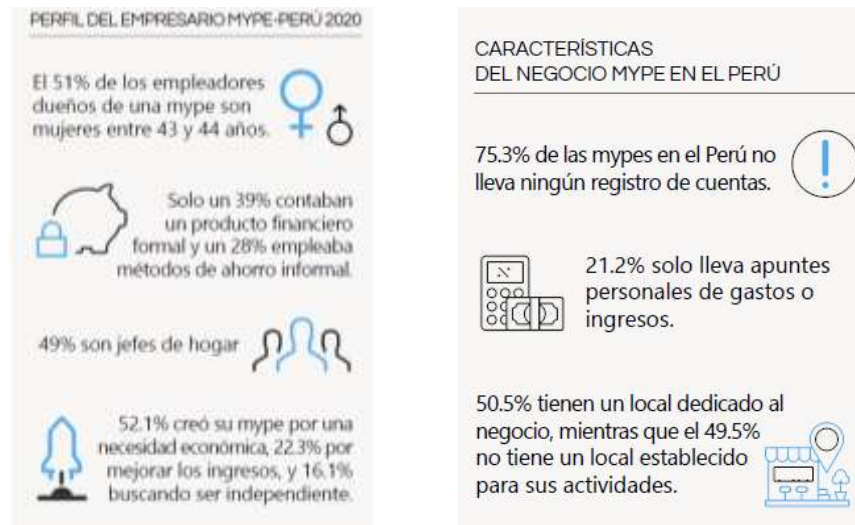 PERFIL DEL EMPRESARIO MYPE-PERÚ 2020
El 51% de los empleadores
dueños de una mype son
mujeres entre 43 y 44 años.
Solo un 39% contaban
un producto financiero
formal y un 28% empleaba
métodos de ahorro informal.
49% son jefes de hogar
52.1% creó su mype por una
necesidad económica, 22.3% por
mejorar los ingresos, y 16.1%
buscando ser independiente.
CARACTERÍSTICAS
DEL NEGOCIO MYPE EN EL PERÚ
75.3% de las mypes en el Perú no
lleva ningún registro de cuentas.
21.2% solo lleva apuntes
personales de gastos o
ingresos.
50.5% tienen un local dedicado al
negocio, mientras que el 49.5%
no tiene un local establecido
para sus actividades.